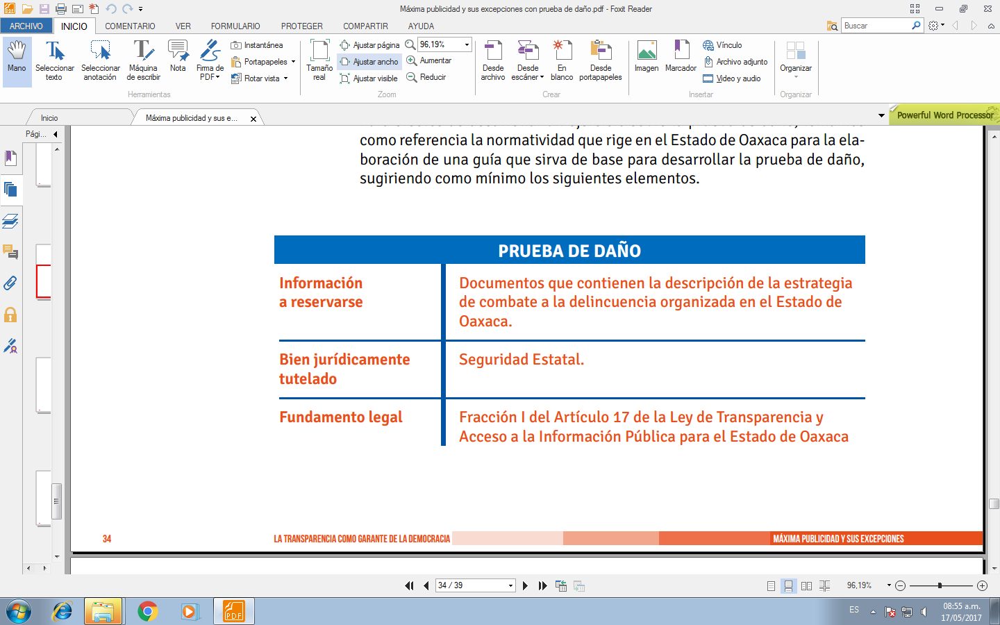 Máxima publicidad y sus excepciones con prueba de daño.pdf - Foxit Reader
ARCHIVO INICIO COMENTARIO VER FORMULARIO PROTEGER COMPARTIR AYUDA
Buscar
Mano
Seleccionar texto
Seleccionar anotación
Máquina de escribir
Nota
Fima de PDF
Instantánea
Portapapeles
Rotar vista
Herramientas
Tamaño real
Ajustar página
Ajustar ancho
Ajustar visible
96,19%
Aumentar
Reducir
Zoom
Desde archivo
Desde escáner
En blanco
Desde portapapeles
Crear
Imagen
Marcador
Vínculo
Archivo adjunto
Video y audio
Insertar
Organizar
Organizar
Inicio
Máxima publicidad y sus e...
Powerful Word Processor
Pági...
como referencia la normatividad que rige en el Estado de Oaxaca para la ela-
boración de una guía que sirva de base para desarrollar la prueba de daño,
sugiriendo como mínimo los siguientes elementos.
PRUEBA DE DAÑO
Información
a reservarse
Documentos que contienen la descripción de la estrategia
de combate a la delincuencia organizada en el Estado de
Oaxaca.
Bien jurídicamente
tutelado
Seguridad Estatal.
Fundamento legal
Fracción I del Artículo 17 de la Ley de Transparencia y
Acceso a la Información Pública para el Estado de Oaxaca
34 LA TRANSPARENCIA COMO GARANTE DE LA DEMOCRACIA MÁXIMA PUBLICIDAD Y SUS EXCEPCIONES
34 / 39
96,19%
PDF
ES
08:55 a.m.
17/05/2017